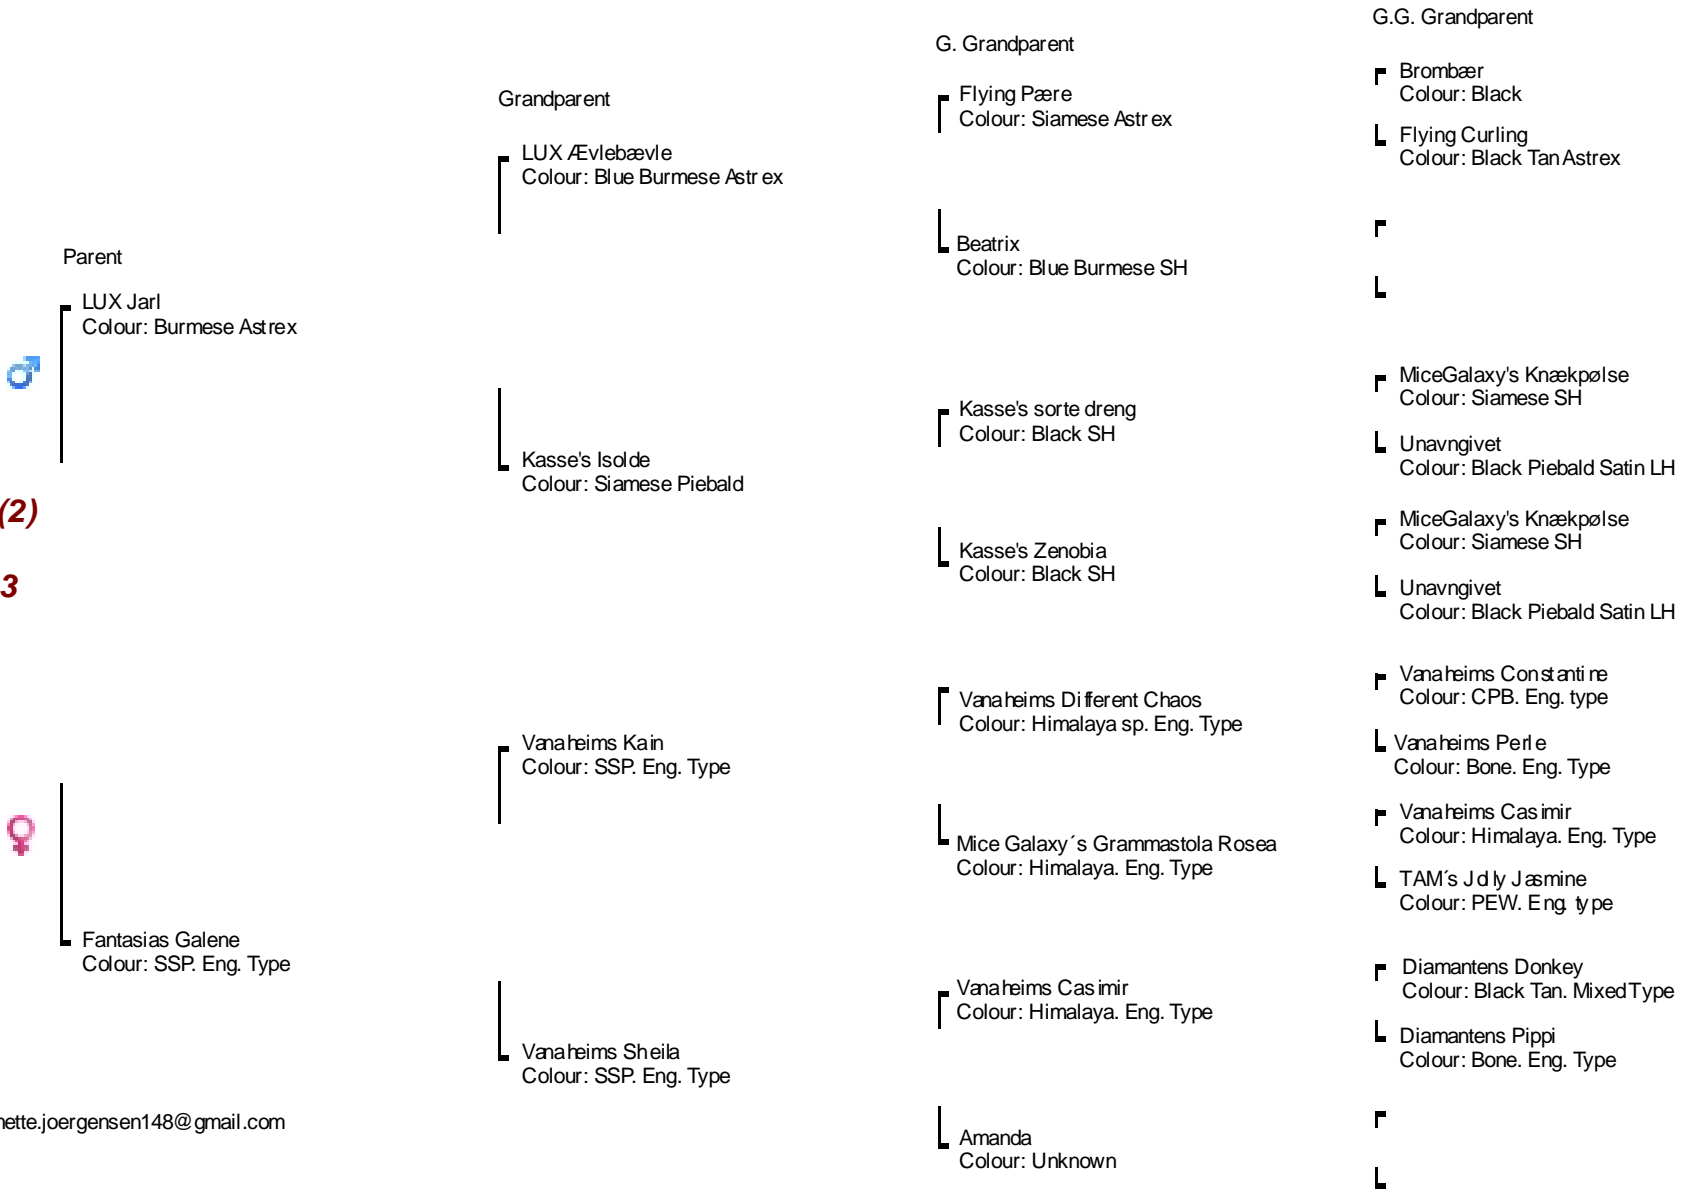 G.G. Grandparent
G. Grandparent
Grandparent
Parent
LUX Jarl
Colour: Burmese Astrex
(2)
3
Fantasias Galene
Colour: SSP. Eng. Type
nette.joergensen148@gmail.com
LUX Ævlebævle
Colour: Blue Burmese Astrex
Kasse's Isolde
Colour: Siamese Piebald
Vanaheims Kain
Colour: SSP. Eng. Type
Vanaheims Sheila
Colour: SSP. Eng. Type
Flying Pære
Colour: Siamese Astrex
Beatrix
Colour: Blue Burmese SH
Kasse's sorte dreng
Colour: Black SH
Kasse's Zenobia
Colour: Black SH
Vanaheims Different Chaos
Colour: Himalaya sp. Eng. Type
Mice Galaxy´s Grammastola Rosea
Colour: Himalaya. Eng. Type
Vanaheims Casimir
Colour: Himalaya. Eng. Type
Amanda
Colour: Unknown
Brombær
Colour: Black
Flying Curling
Colour: Black Tan Astrex
MiceGalaxy's Knækpølse
Colour: Siamese SH
Unavngivet
Colour: Black Piebald Satin LH
MiceGalaxy's Knækpølse
Colour: Siamese SH
Unavngivet
Colour: Black Piebald Satin LH
Vanaheims Constantine
Colour: CPB. Eng. type
Vanaheims Perle
Colour: Bone. Eng. Type
Vanaheims Casimir
Colour: Himalaya. Eng. Type
TAM´s Jolly Jasmine
Colour: PEW. Eng. type
Diamantens Donkey
Colour: Black Tan. Mixed Type
Diamantens Pippi
Colour: Bone. Eng. Type